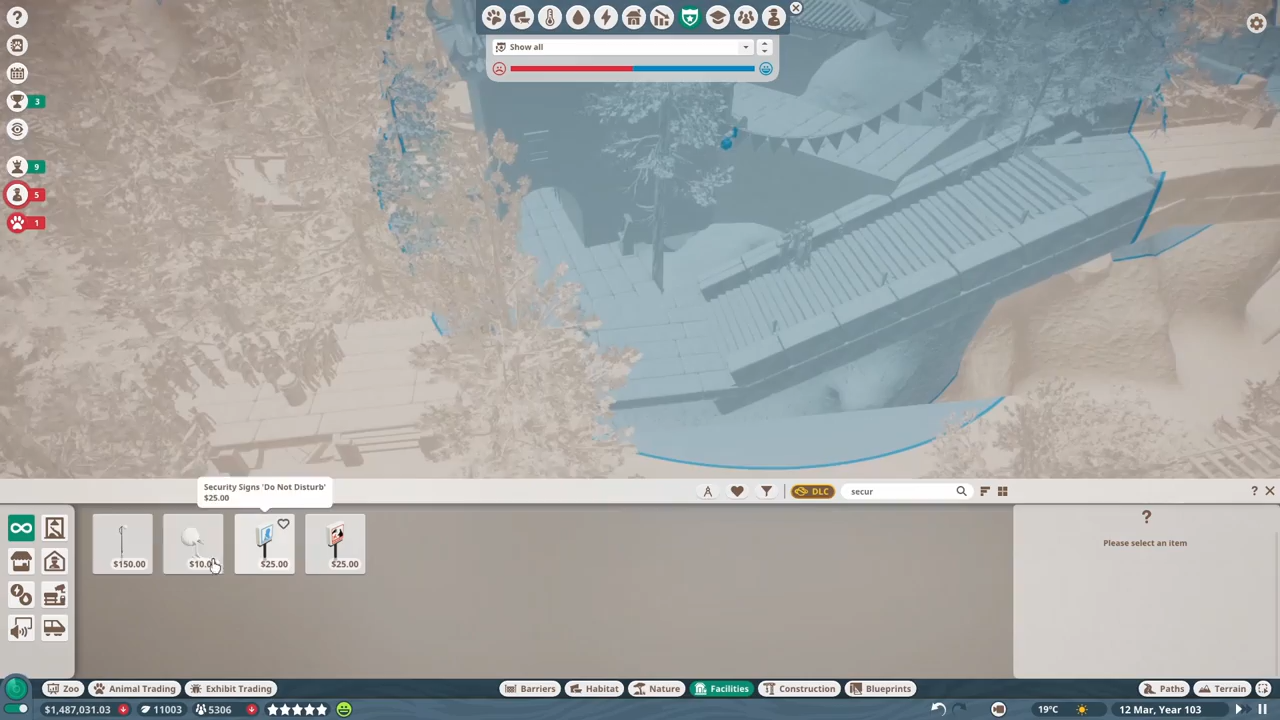 ?
Show all
3
9
5
1
Security Signs 'Do Not Disturb'
$25.00
DLC
secur
?
$150.00
$25.00
$25.00
?
Please select an item
Zoo
Animal Trading
Exhibit Trading
Barriers
Habitat
Nature
Facilities
Construction
Blueprints
Paths
Terrain
$1,487,031.03
11003
5306
19°C
12 Mar, Year 103